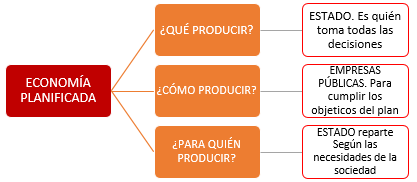 ECONOMÍA
PLANIFICADA
¿QUÉ PRODUCIR?
ESTADO. Es quién
toma todas las
decisiones
¿CÓMO PRODUCIR?
EMPRESAS
PÚBLICAS. Para
cumplir los
objeticos del plan
¿PARA QUIÉN
PRODUCIR?
ESTADO reparte
Según las
necesidades de la
sociedad